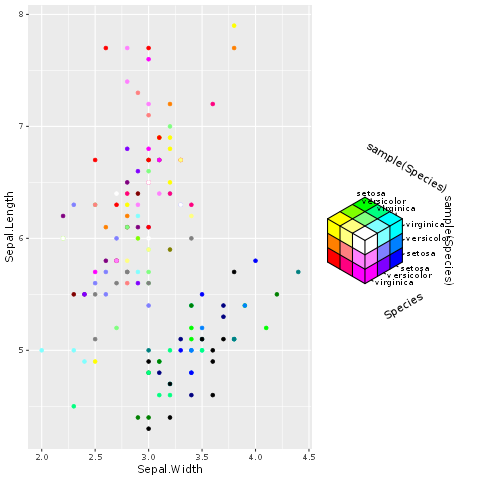 8
7
6
5
Sepal.Length
2.0 2.5 3.0 3.5 4.0 4.5
Sepal.Width
sample(Species)
setosa
versicolor
virginica
sample(Species)
virginica
versicolor
setosa
setosa
versicolor
virginica
Species